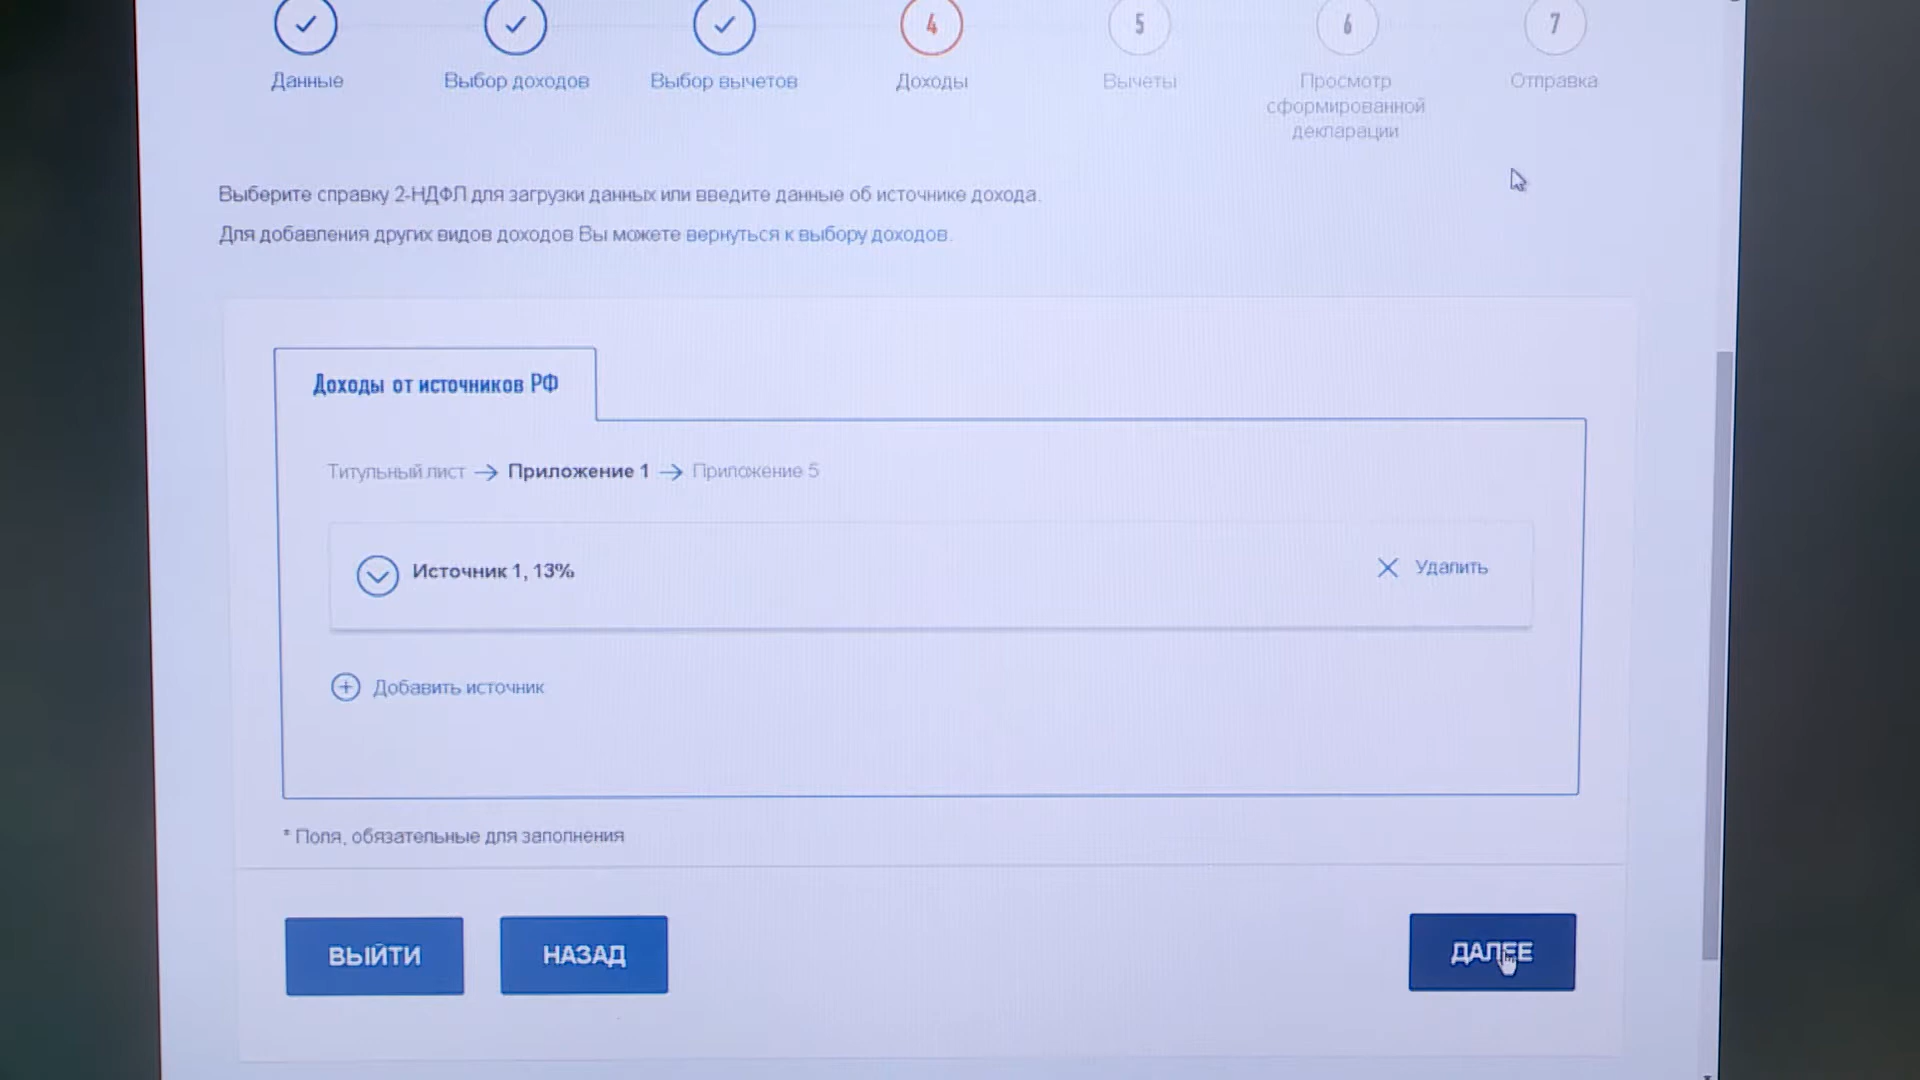 4 5 6 7
Данные Выбор доходов Выбор вычетов Доходы Вычеты Просмотр сформированной декларации Отправка
Выберите справку 2-НДФЛ для загрузки данных или введите данные об источнике дохода.
Для добавления других видов доходов Вы можете вернуться к выбору доходов.
Доходы от источников РФ
Титульный лист → Приложение 1 → Приложение 5
Источник 1, 13% Удалить
Добавить источник
* Поля, обязательные для заполнения
ВЫЙТИ НАЗАД ДАЛЕЕ